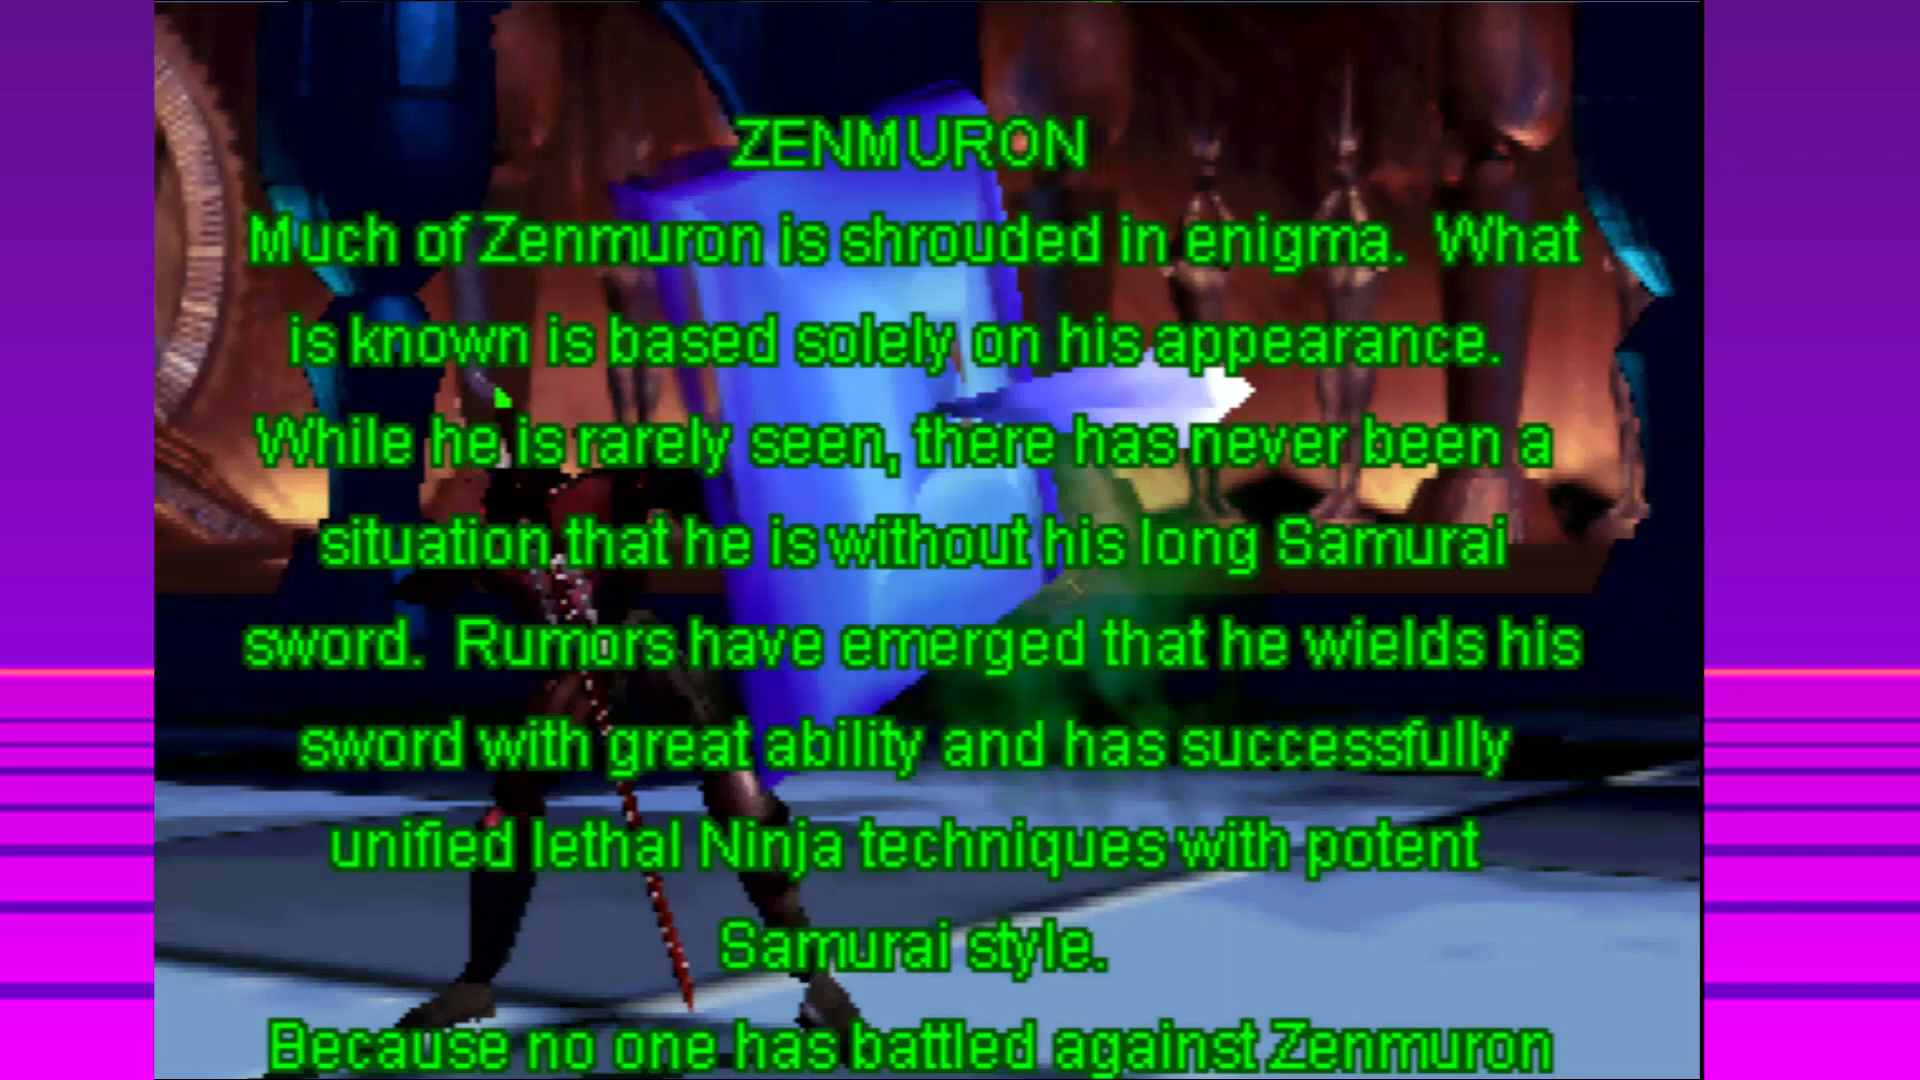 ZENMURON
Much of Zenmuron is shrouded in enigma. What
is known is based solely on his appearance.
While he is rarely seen, there has never been a
situation that he is without his long Samurai
sword. Rumors have emerged that he wields his
sword with great ability and has successfully
unified lethal Ninja techniques with potent
Samurai style.
Because no one has battled against Zenmuron